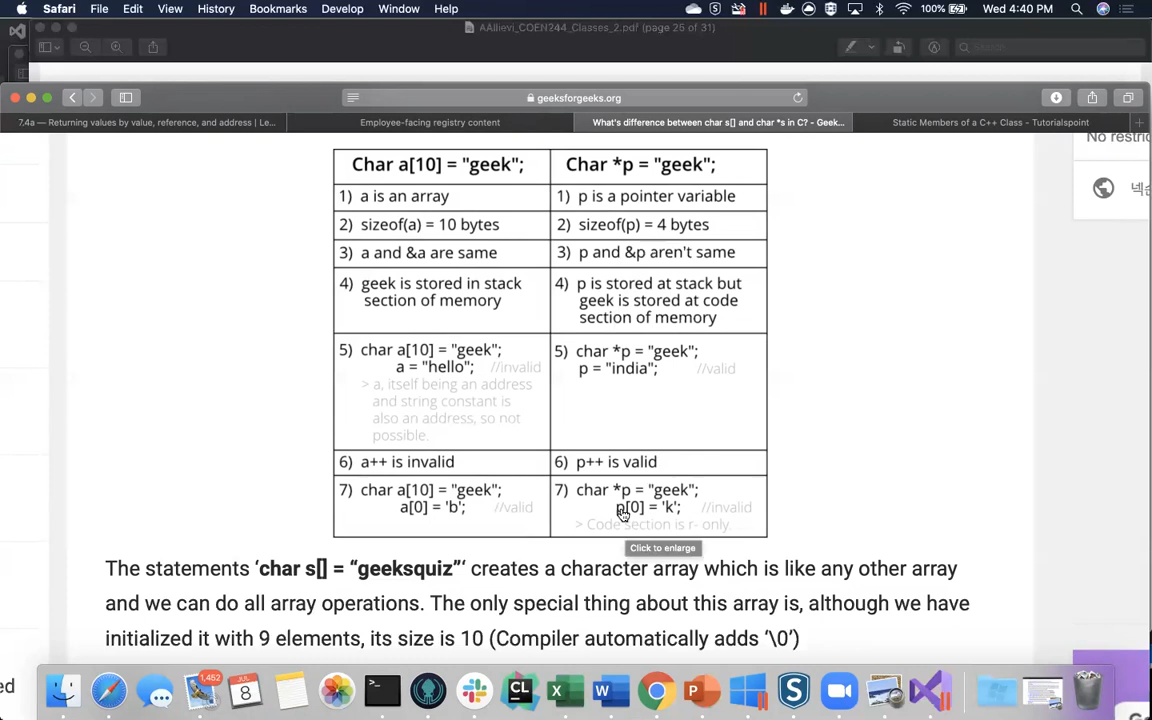 Safari File Edit View History Bookmarks Develop Window Help 100% Wed 4:40 PM
AAllievi_COEN244_Classes_2.pdf (page 25 of 31)
Search
geeksforgeeks.org
7.4a — Returning values by value, reference, and address | Le...
Employee-facing registry content
What's difference between char s[] and char *s in C? - Geek...
Static Members of a C++ Class - Tutorialspoint
No restric
넥슨
Char a[10] = "geek";
Char *p = "geek";
1) a is an array
1) p is a pointer variable
2) sizeof(a) = 10 bytes
2) sizeof(p) = 4 bytes
3) a and &a are same
3) p and &p aren't same
4) geek is stored in stack
section of memory
4) p is stored at stack but
geek is stored at code
section of memory
5) char a[10] = "geek";
a = "hello"; //invalid
> a, itself being an address
and string constant is
also an address, so not
possible.
5) char *p = "geek";
p = "india"; //valid
6) a++ is invalid
6) p++ is valid
7) char a[10] = "geek";
a[0] = 'b'; //valid
7) char *p = "geek";
p[0] = 'k'; //invalid
> Code section is r- only.
Click to enlarge
The statements ‘char s[] = “geeksquiz”‘ creates a character array which is like any other array
and we can do all array operations. The only special thing about this array is, although we have
initialized it with 9 elements, its size is 10 (Compiler automatically adds ‘\0’)
ed
1,452
JUL
8
CL
X
W
P
S